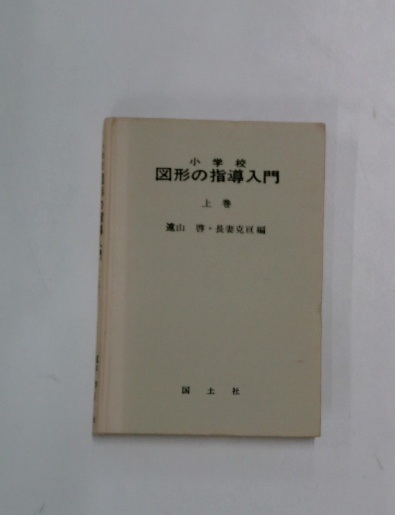 小学校
図形の指導入門
上巻
遠山 啓・長妻克亘編
国土社